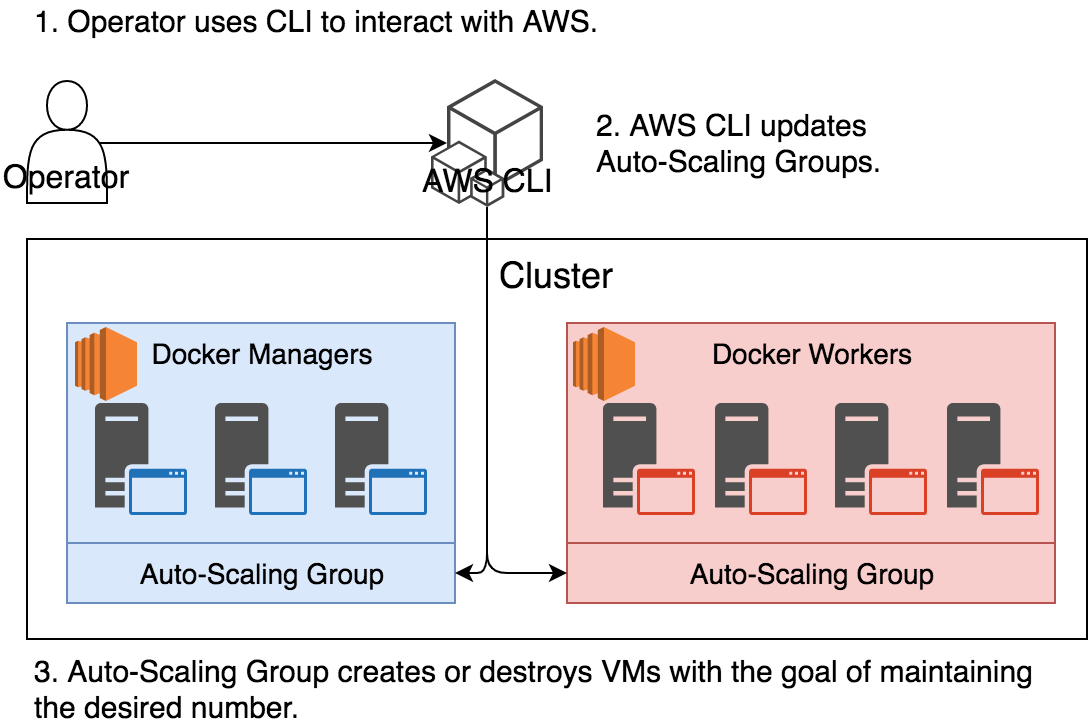 1. Operator uses CLI to interact with AWS.
Operator
AWS CLI
2. AWS CLI updates
Auto-Scaling Groups.
Cluster
Docker Managers
Auto-Scaling Group
Docker Workers
Auto-Scaling Group
3. Auto-Scaling Group creates or destroys VMs with the goal of maintaining
the desired number.